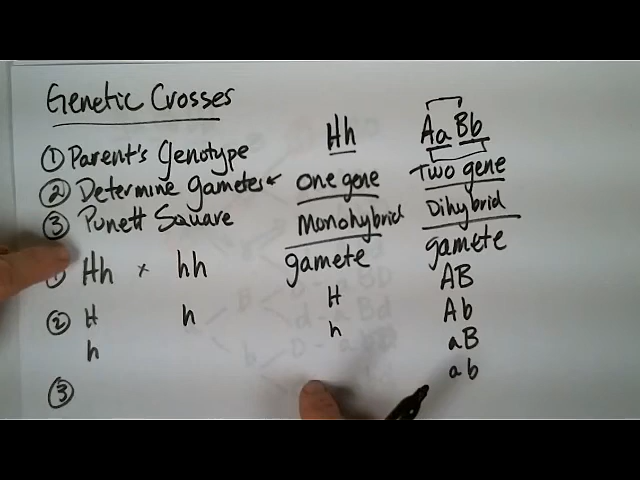 Genetic Crosses
① Parent's Genotype
② Determine gametes
③ Punett Square
① Hh x hh
② H h
h
③
Hh
one gene
Monohybrid
gamete
H
h
AaBb
Two gene
Dihybrid
gamete
AB
Ab
aB
ab